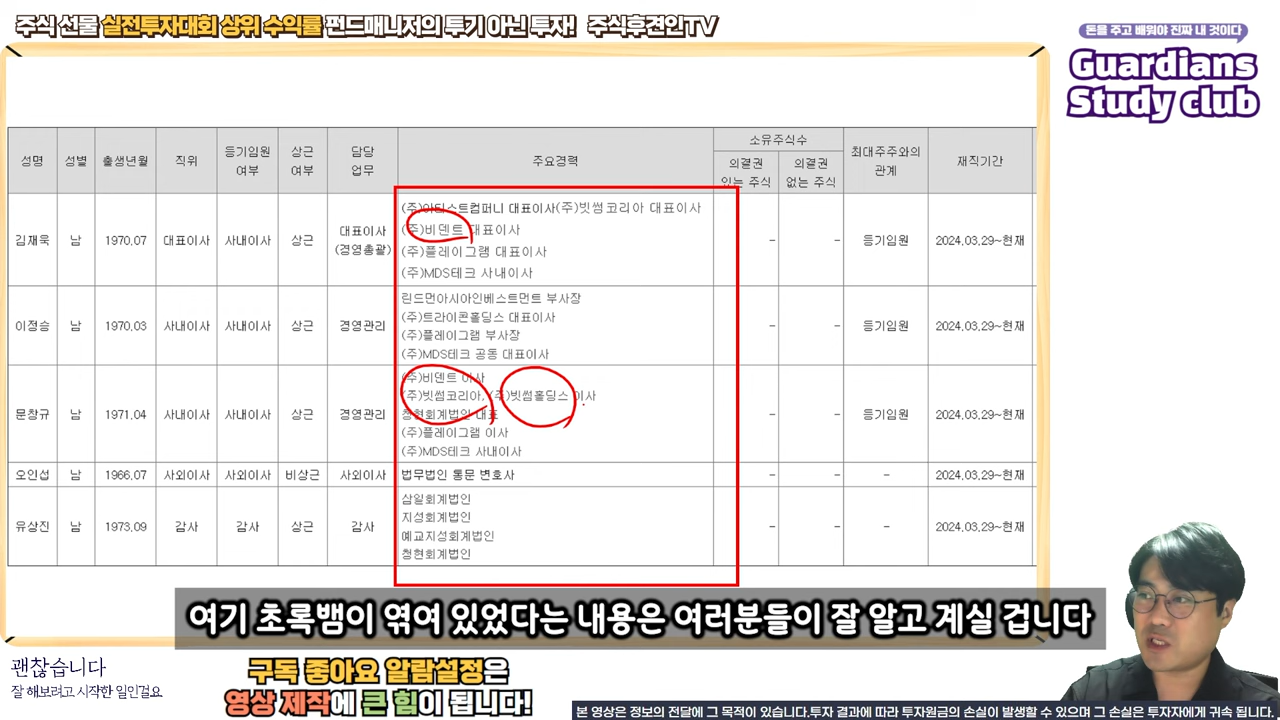 주식 선물 실전투자대회 상위 수익률 펀드매니저의 투기 아닌 투자! 주식후견인TV
돈을 주고 배워야 진짜 내 것이다
Guardians
Study club
성명 성별 출생년월 직위 등기임원 여부 상근 여부 담당 업무 주요경력 소유주식수 의결권 있는 주식 의결권 없는 주식 최대주주와의 관계 재직기간
김재욱 남 1970.07 대표이사 사내이사 상근 대표이사 (경영총괄)
(주)아티스트컴퍼니 대표이사(주)빗썸코리아 대표이사
(주)비덴트 대표이사
(주)플레이그램 대표이사
(주)MDS테크 사내이사
- - 등기임원 2024.03.29~현재
이정승 남 1970.03 사내이사 사내이사 상근 경영관리
린드먼아시아인베스트먼트 부사장
(주)트라이콘홀딩스 대표이사
(주)플레이그램 부사장
(주)MDS테크 공동 대표이사
- - 등기임원 2024.03.29~현재
문창규 남 1971.04 사내이사 사내이사 상근 경영관리
(주)비덴트 이사
(주)빗썸코리아, (주)빗썸홀딩스 이사
청현회계법인 대표
(주)플레이그램 이사
(주)MDS테크 사내이사
- - 등기임원 2024.03.29~현재
오인섭 남 1966.07 사외이사 사외이사 비상근 사외이사 법무법인 통문 변호사 - - - 2024.03.29~현재
유상진 남 1973.09 감사 감사 상근 감사
삼일회계법인
지성회계법인
예교지성회계법인
청현회계법인
- - - 2024.03.29~현재
여기 초록뱀이 엮여 있었다는 내용은 여러분들이 잘 알고 계실 겁니다
괜찮습니다
잘 해보려고 시작한 일인걸요
구독 좋아요 알람설정은
영상 제작에 큰 힘이 됩니다!
본 영상은 정보의 전달에 그 목적이 있습니다.투자 결과에 따라 투자원금의 손실이 발생할 수 있으며 그 손실은 투자자에게 귀속 됩니다.